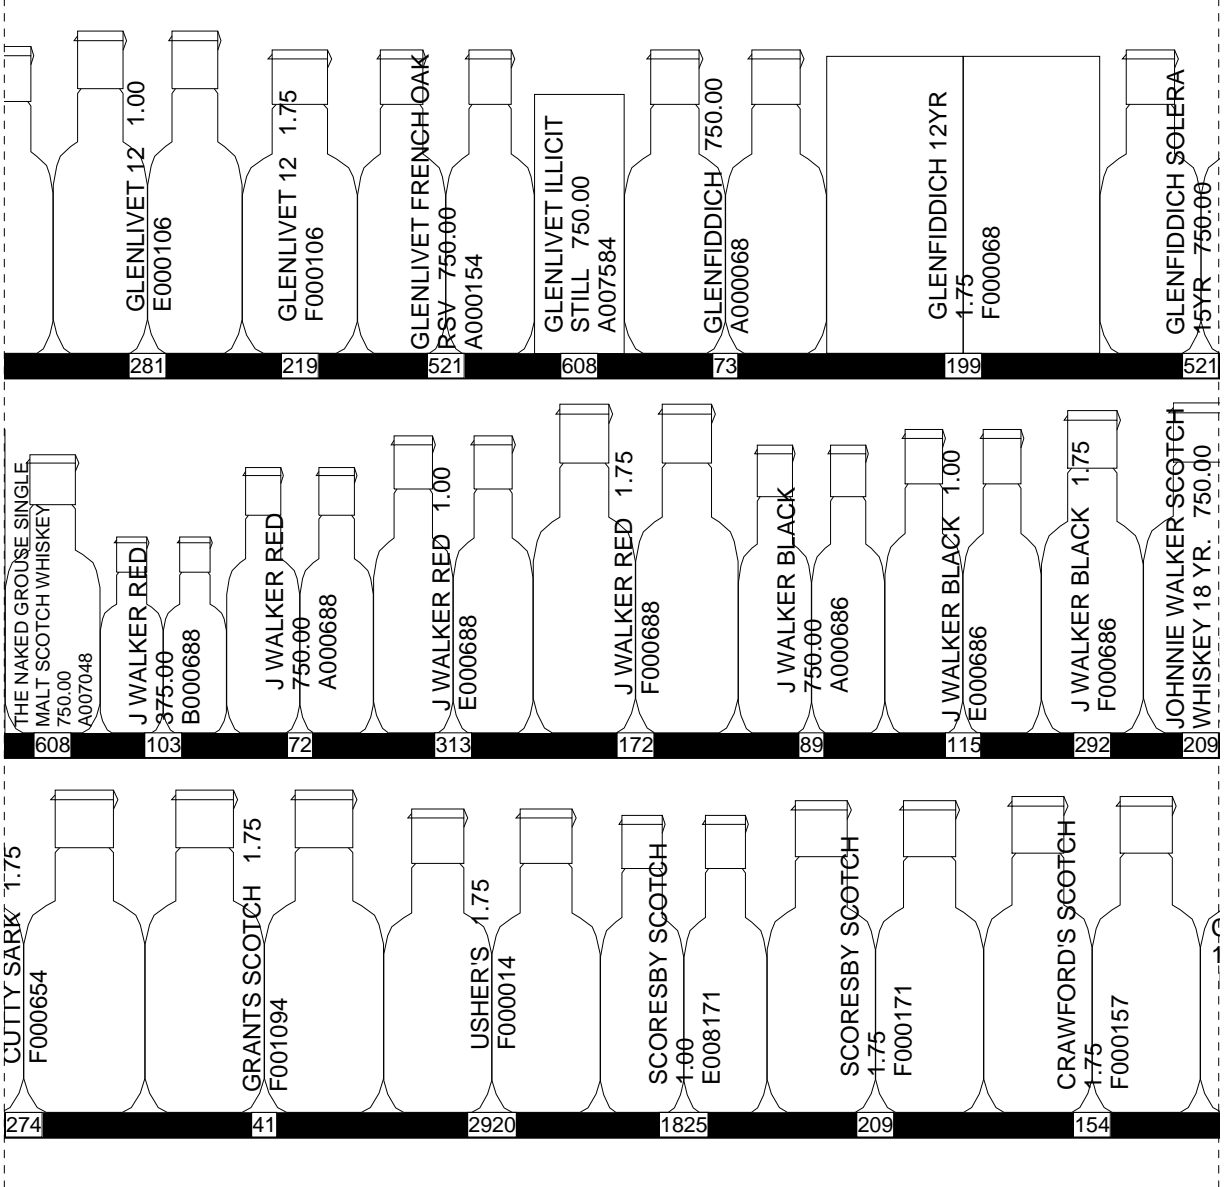 GLENLIVET 12 1.00
E000106
GLENLIVET 12 1.75
F000106
GLENLIVET FRENCH OAK
RSV 750.00
A000154
GLENLIVET ILLICIT
STILL 750.00
A007584
GLENFIDDICH 750.00
A000068
GLENFIDDICH 12YR
1.75
F000068
GLENFIDDICH SOLERA
15YR 750.00
281 219 521 608 73 199 521
THE NAKED GROUSE SINGLE
MALT SCOTCH WHISKEY
750.00
A007048
J WALKER RED
375.00
B000688
J WALKER RED
750.00
A000688
J WALKER RED 1.00
E000688
J WALKER RED 1.75
F000688
J WALKER BLACK
750.00
A000686
J WALKER BLACK 1.00
E000686
J WALKER BLACK 1.75
F000686
JOHNNIE WALKER SCOTCH
WHISKEY 18 YR. 750.00
608 103 72 313 172 89 115 292 209
CUTTY SARK 1.75
F000654
GRANTS SCOTCH 1.75
F001094
USHER'S 1.75
F000014
SCORESBY SCOTCH
1.00
E008171
SCORESBY SCOTCH
1.75
F000171
CRAWFORD'S SCOTCH
1.75
F000157
274 41 2920 1825 209 154